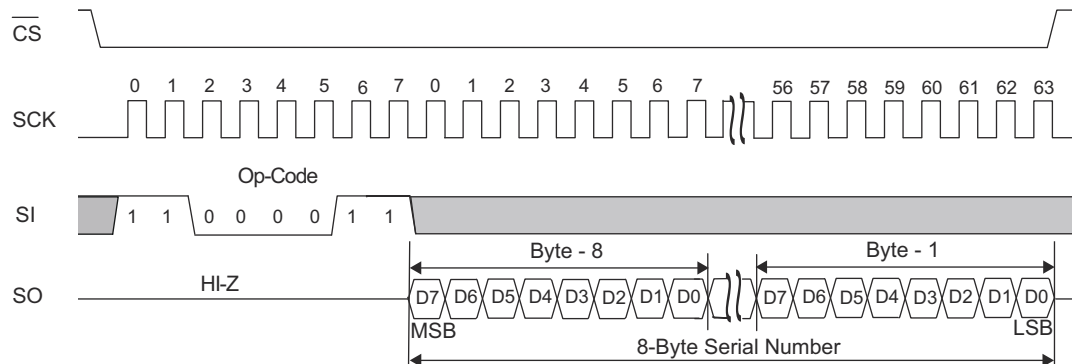 CS
0 1 2 3 4 5 6 7 0 1 2 3 4 5 6 7 56 57 58 59 60 61 62 63
SCK
Op-Code
SI 1 1 0 0 0 0 1 1
Byte - 8 Byte - 1
HI-Z
SO D7 D6 D5 D4 D3 D2 D1 D0 D7 D6 D5 D4 D3 D2 D1 D0
MSB LSB
8-Byte Serial Number